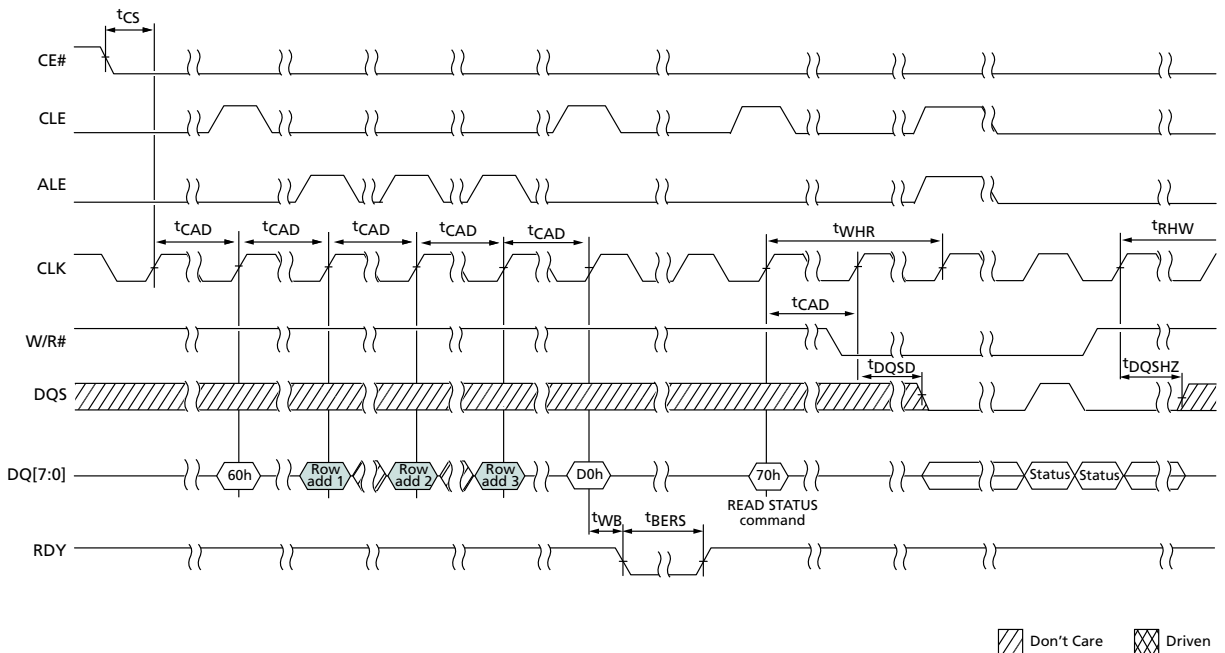 tCS
CE#
CLE
ALE
tCAD tCAD tCAD tCAD tCAD tWHR tRHW
CLK
tCAD
W/R#
tDQSD tDQSHZ
DQS
DQ[7:0] 60h Row add 1 Row add 2 Row add 3 D0h 70h Status Status
READ STATUS
command
tWB tBERS
RDY
Don't Care Driven